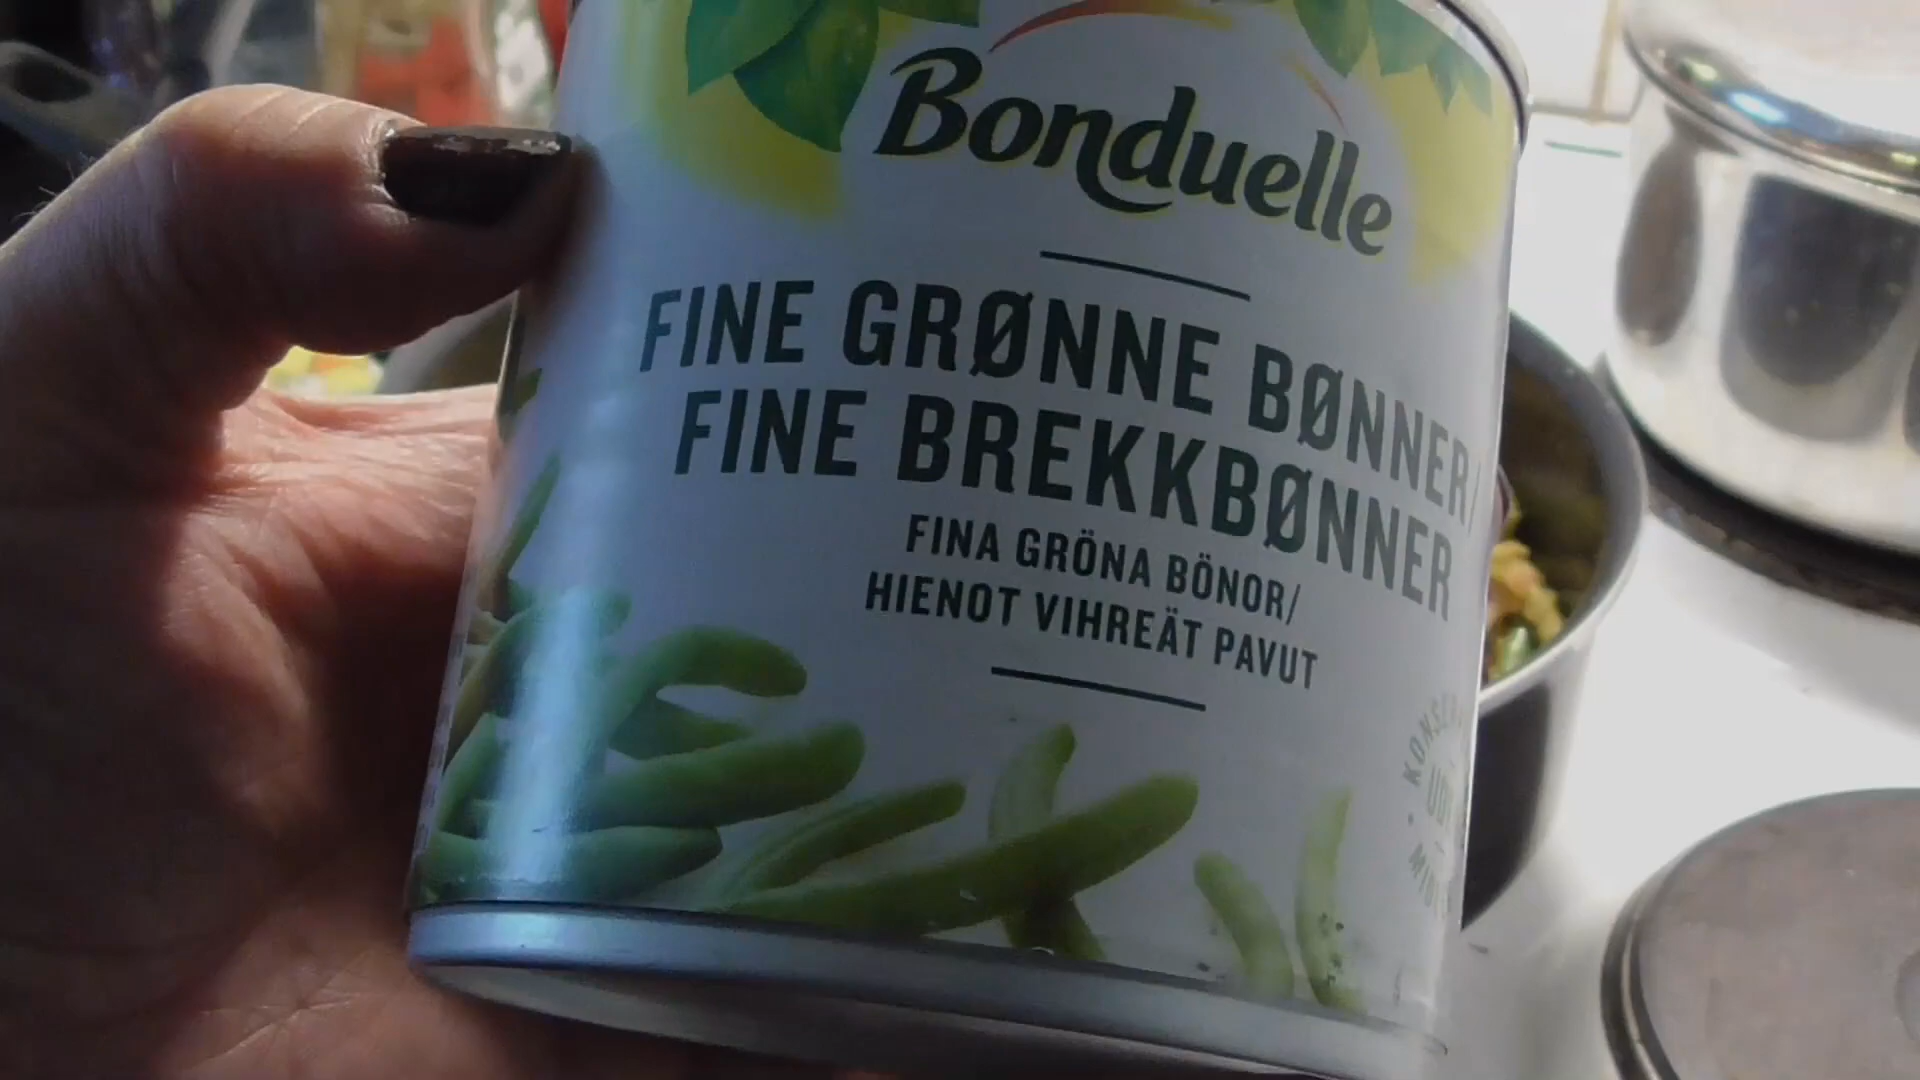 Bonduelle
FINE GRØNNE BØNNER/
FINE BREKKBØNNER
FINA GRÖNA BÖNOR/
HIENOT VIHREÄT PAVUT